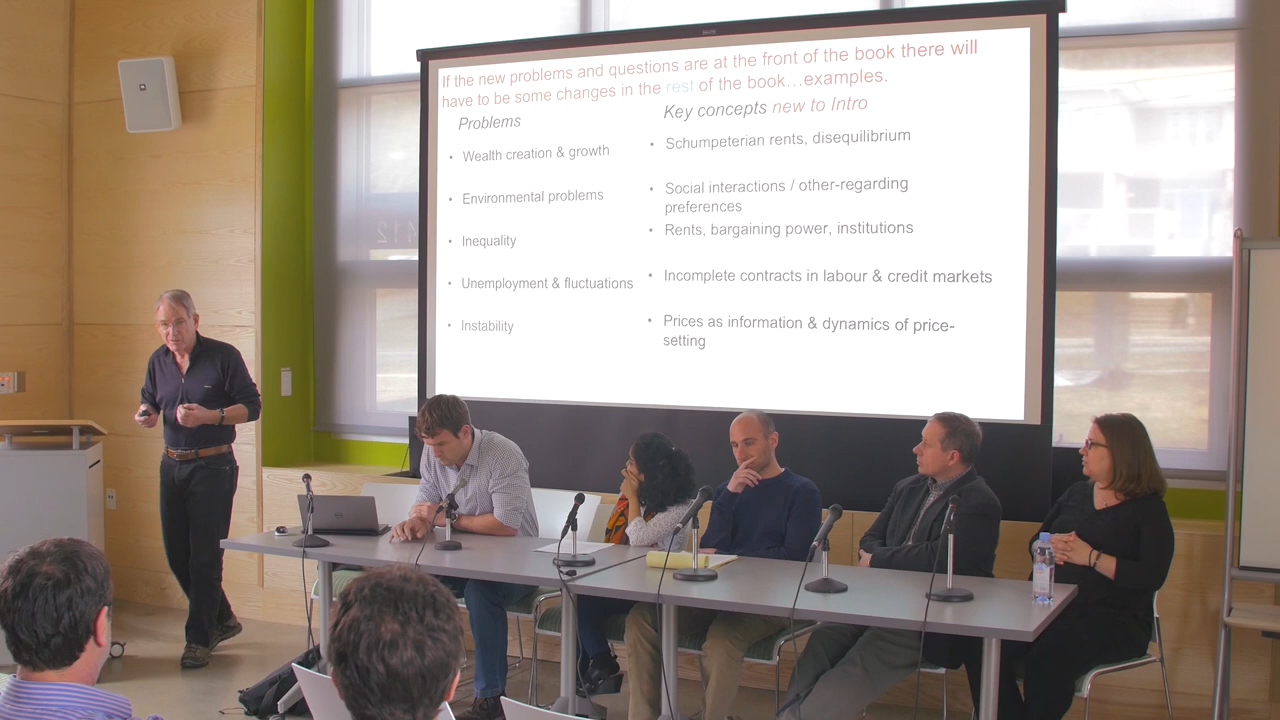 If the new problems and questions are at the front of the book there will
have to be some changes in the rest of the book…examples.
Problems
Key concepts new to Intro
• Wealth creation & growth
• Schumpeterian rents, disequilibrium
• Environmental problems
• Social interactions / other-regarding
preferences
• Inequality
• Rents, bargaining power, institutions
• Unemployment & fluctuations
• Incomplete contracts in labour & credit markets
• Instability
• Prices as information & dynamics of price-
setting